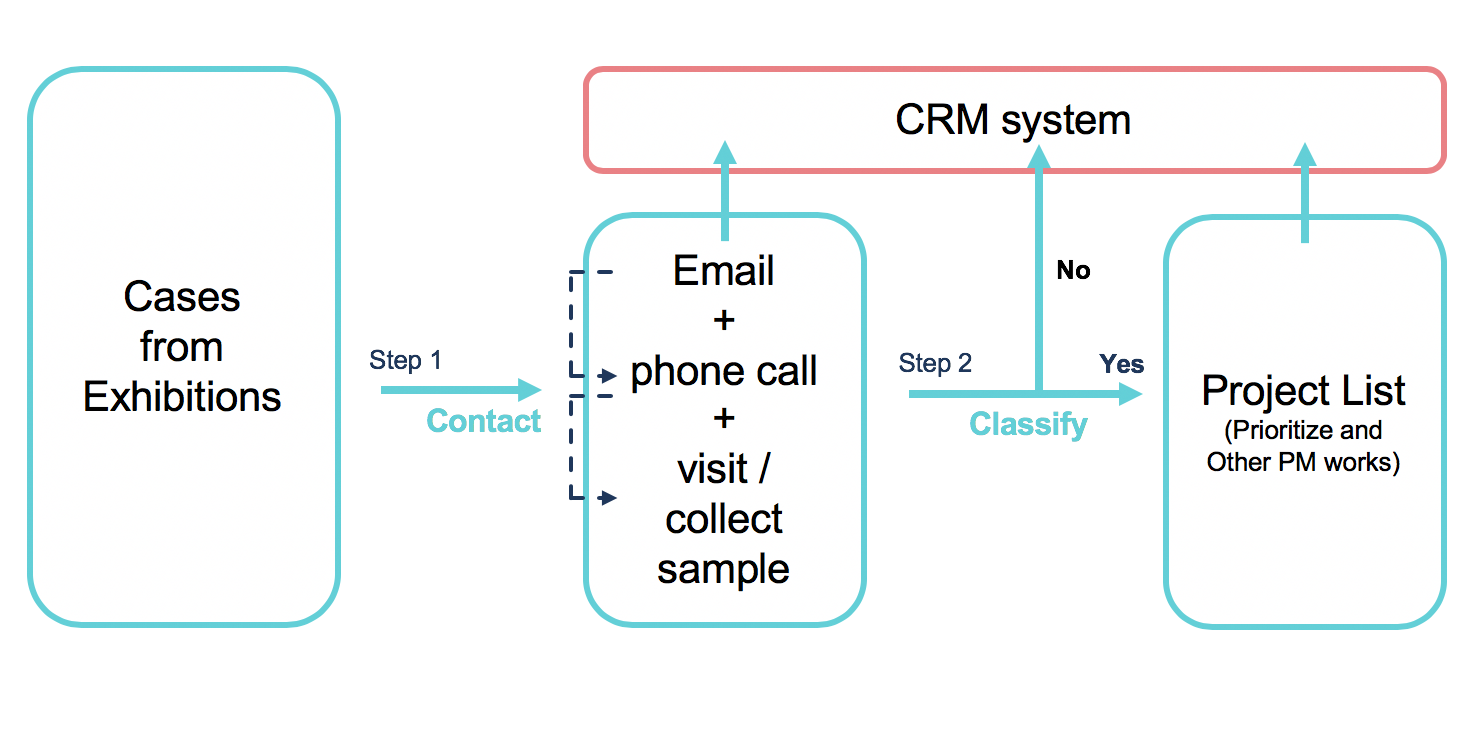 CRM system
Cases
from
Exhibitions
Step 1
Contact
Email
+
phone call
+
visit /
collect
sample
Step 2
Classify
No
Yes
Project List
(Prioritize and
Other PM works)